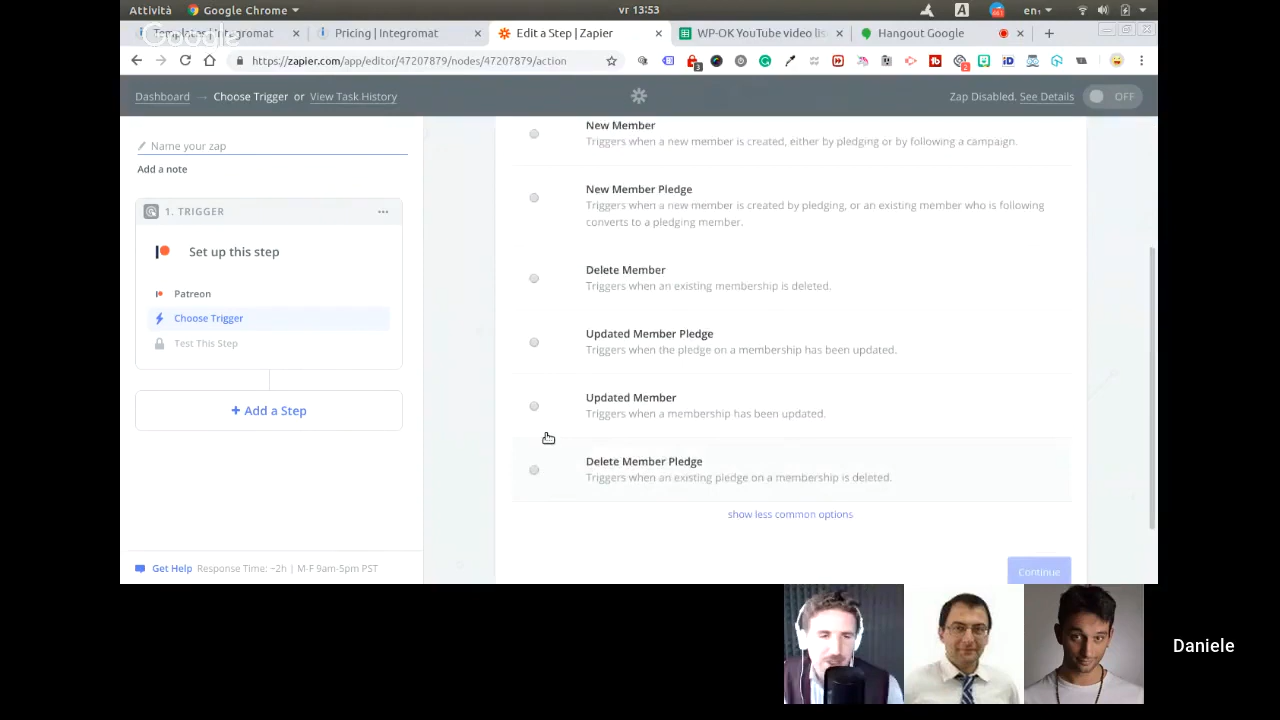 Attività
Google Chrome
vr 13:53
en₁
Templates | Integromat
Pricing | Integromat
Edit a Step | Zapier
WP-OK YouTube video lis
Hangout Google
Google
https://zapier.com/app/editor/47207879/nodes/47207879/action
Dashboard → Choose Trigger or View Task History
Zap Disabled. See Details
OFF
Name your zap
Add a note
1. TRIGGER
Set up this step
Patreon
Choose Trigger
Test This Step
+ Add a Step
Get Help Response Time: ~2h | M-F 9am-5pm PST
New Member
Triggers when a new member is created, either by pledging or by following a campaign.
New Member Pledge
Triggers when a new member is created by pledging, or an existing member who is following
converts to a pledging member.
Delete Member
Triggers when an existing membership is deleted.
Updated Member Pledge
Triggers when the pledge on a membership has been updated.
Updated Member
Triggers when a membership has been updated.
Delete Member Pledge
Triggers when an existing pledge on a membership is deleted.
show less common options
Continue
Daniele